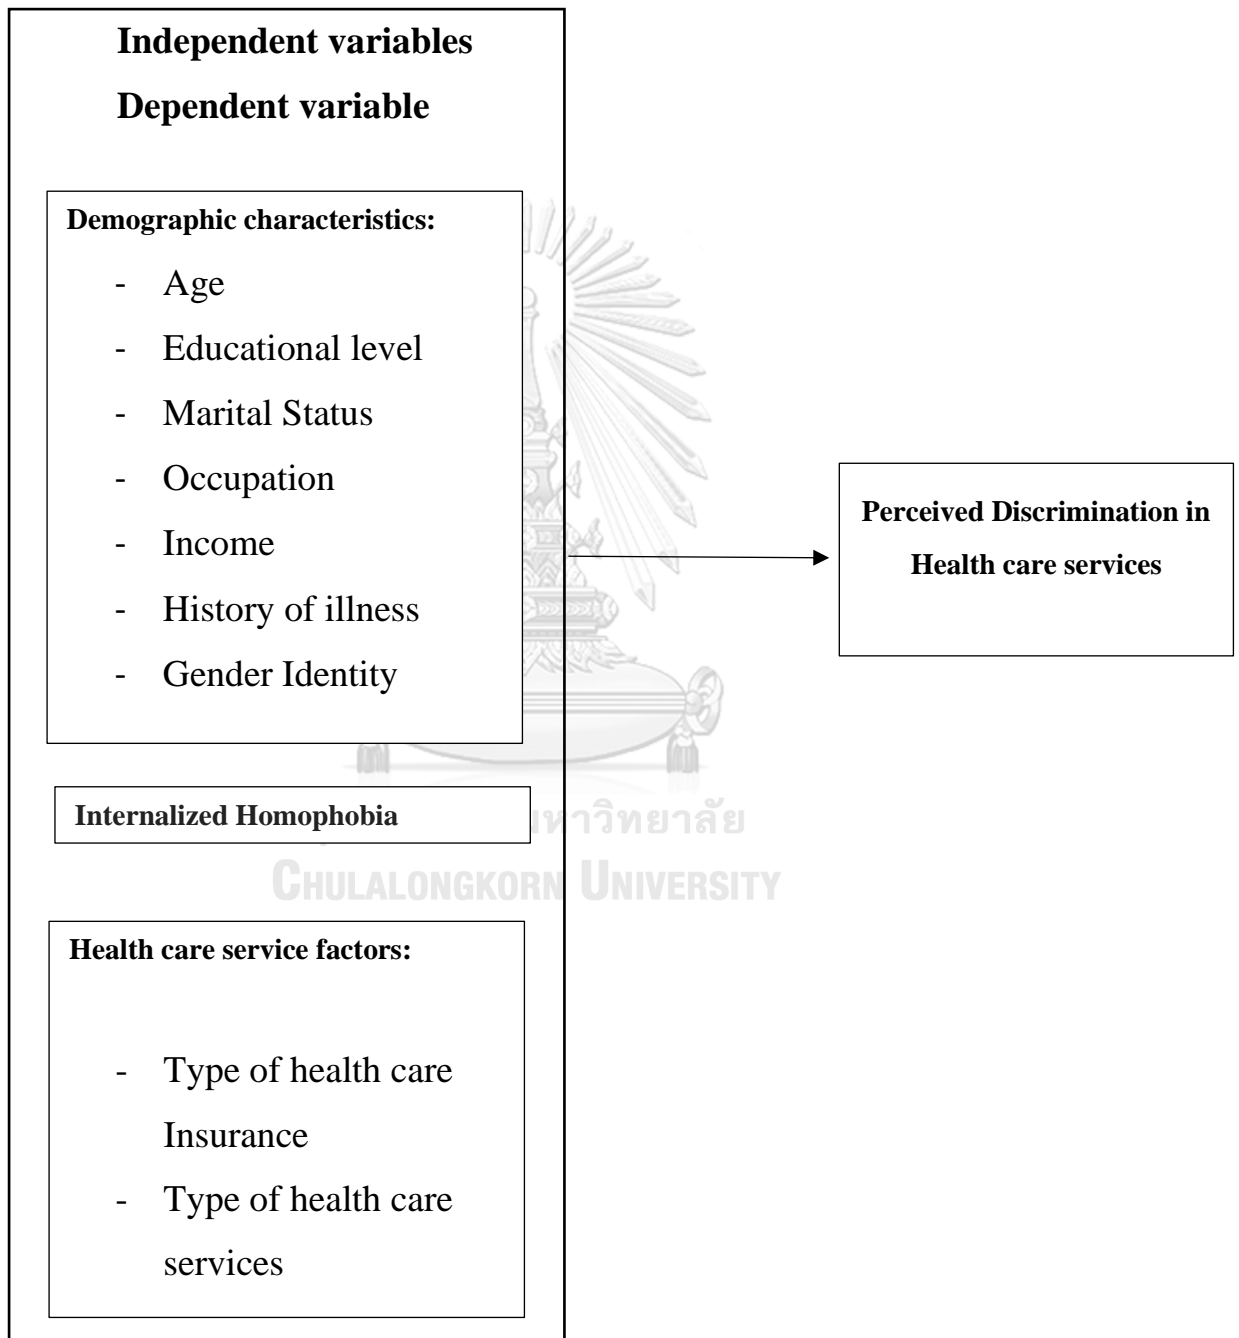 Independent variables
Dependent variable
Demographic characteristics:
- Age
- Educational level
- Marital Status
- Occupation
- Income
- History of illness
- Gender Identity
Perceived Discrimination in
Health care services
Internalized Homophobia
หาวิทยาลัย
CHULALONGKORN UNIVERSITY
Health care service factors:
- Type of health care
Insurance
- Type of health care
services